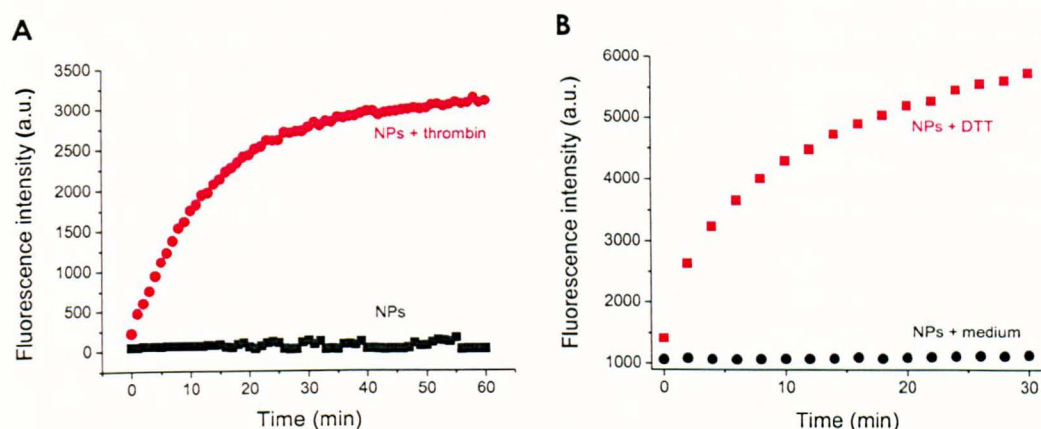 A
Fluorescence intensity (a.u.)
3500
3000
2500
2000
1500
1000
500
0
NPs + thrombin
NPs
0 10 20 30 40 50 60
Time (min)
B
Fluorescence intensity (a.u.)
6000
5000
4000
3000
2000
1000
NPs + DTT
NPs + medium
0 10 20 30
Time (min)